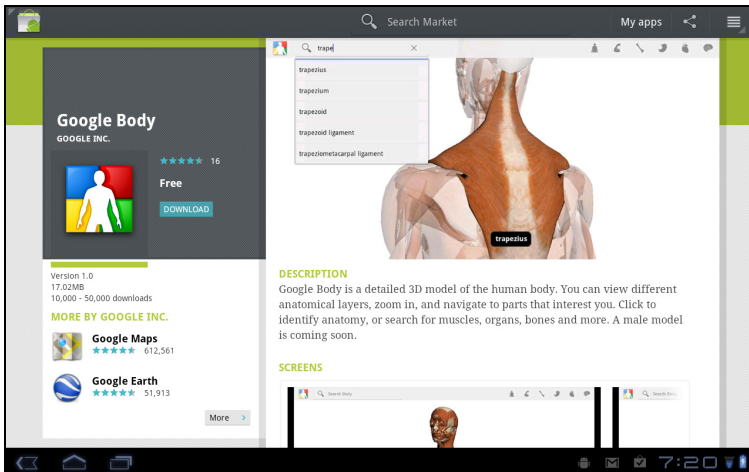 Search Market
My apps
Google Body
GOOGLE INC.
16
Free
DOWNLOAD
Version 1.0
17.02MB
10,000 - 50,000 downloads
MORE BY GOOGLE INC.
Google Maps
612,561
Google Earth
51,913
More
trape
trapezius
trapezium
trapezoid
trapezoid ligament
trapeziometacarpal ligament
trapezius
DESCRIPTION
Google Body is a detailed 3D model of the human body. You can view different
anatomical layers, zoom in, and navigate to parts that interest you. Click to
identify anatomy, or search for muscles, organs, bones and more. A male model
is coming soon.
SCREENS
Search Body
Search Body
7:20